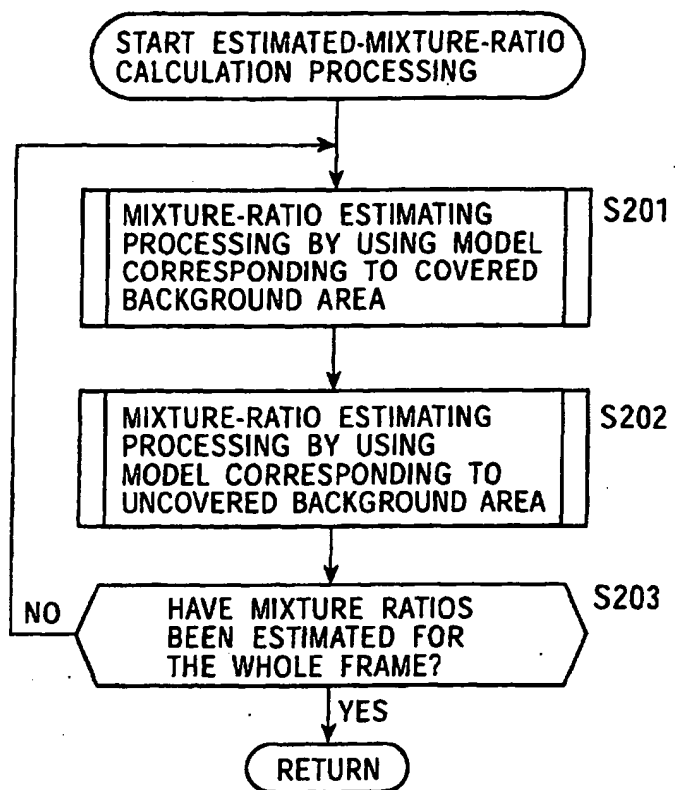 START ESTIMATED-MIXTURE-RATIO
CALCULATION PROCESSING
MIXTURE-RATIO ESTIMATING
PROCESSING BY USING MODEL
CORRESPONDING TO COVERED
BACKGROUND AREA
S201
MIXTURE-RATIO ESTIMATING
PROCESSING BY USING
MODEL CORRESPONDING TO
UNCOVERED BACKGROUND AREA
S202
HAVE MIXTURE RATIOS
BEEN ESTIMATED FOR
THE WHOLE FRAME?
S203
NO
YES
RETURN